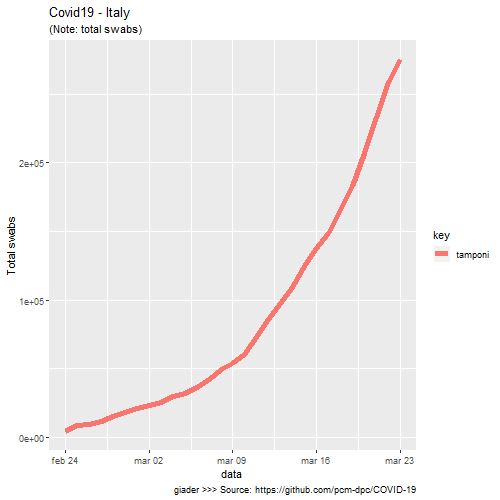 Covid19 - Italy
(Note: total swabs)
Total swabs
2e+05
1e+05
0e+00
feb 24 mar 02 mar 09 mar 16 mar 23
data
key
tamponi
giader >>> Source: https://github.com/pcm-dpc/COVID-19